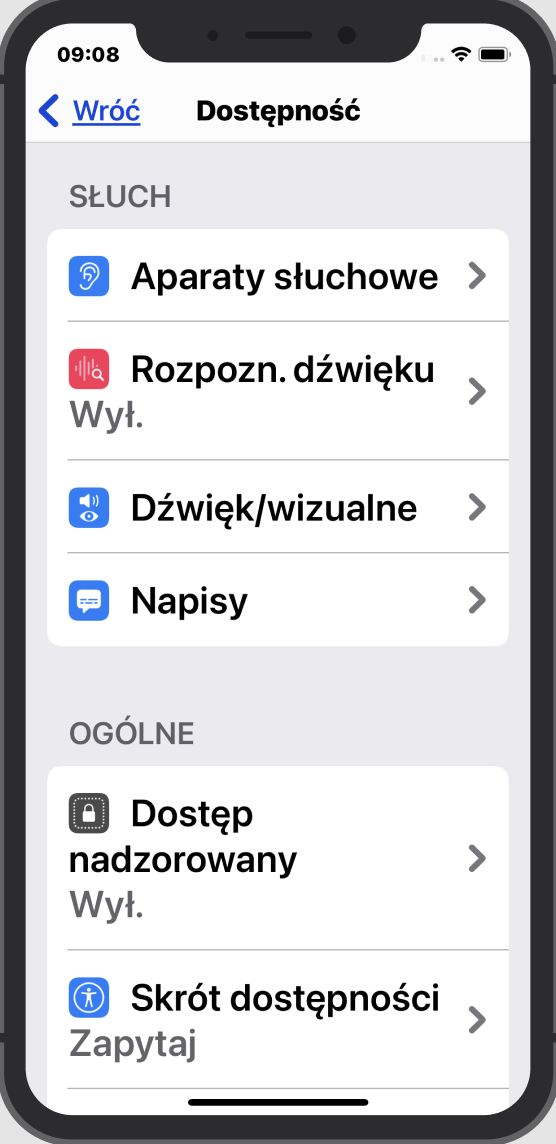 09:08
Wróć Dostępność
SŁUCH
Aparaty słuchowe
Rozpozn. dźwięku
Wył.
Dźwięk/wizualne
Napisy
OGÓLNE
Dostęp
nadzorowany
Wył.
Skrót dostępności
Zapytaj